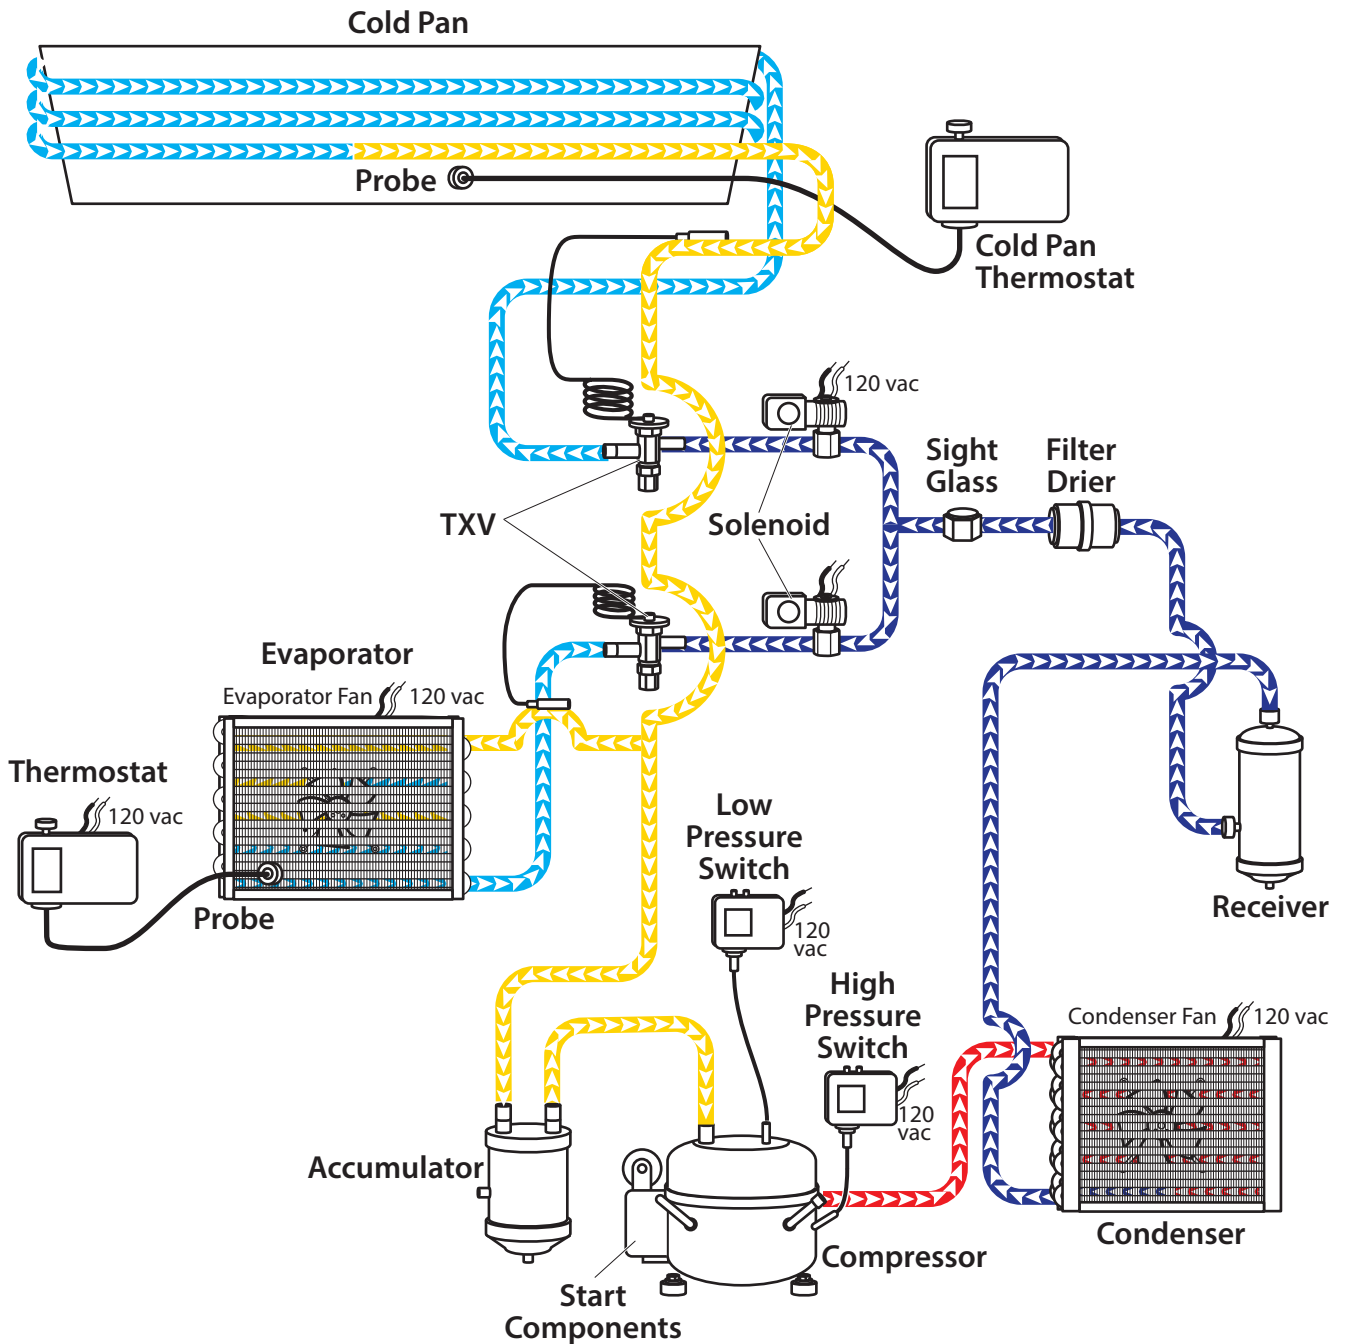 Cold Pan
Probe
Cold Pan
Thermostat
120 vac
Sight
Glass
Filter
Drier
TXV
Solenoid
Evaporator
Evaporator Fan
120 vac
Thermostat
120 vac
Probe
Low
Pressure
Switch
120
vac
Receiver
High
Pressure
Switch
120
vac
Condenser Fan
120 vac
Accumulator
Condenser
Compressor
Start
Components